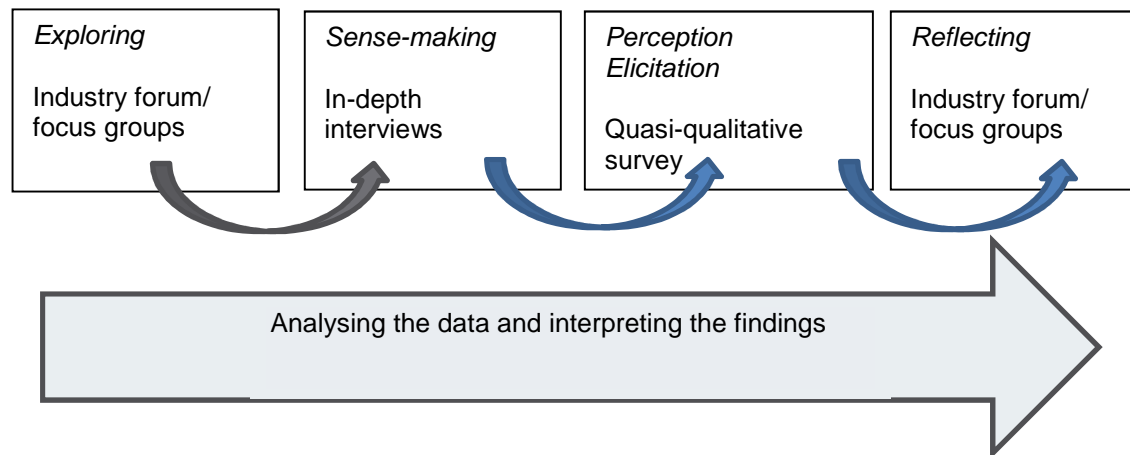 Exploring
Industry forum/
focus groups
Sense-making
In-depth
interviews
Perception
Elicitation
Quasi-qualitative
survey
Reflecting
Industry forum/
focus groups
Analysing the data and interpreting the findings